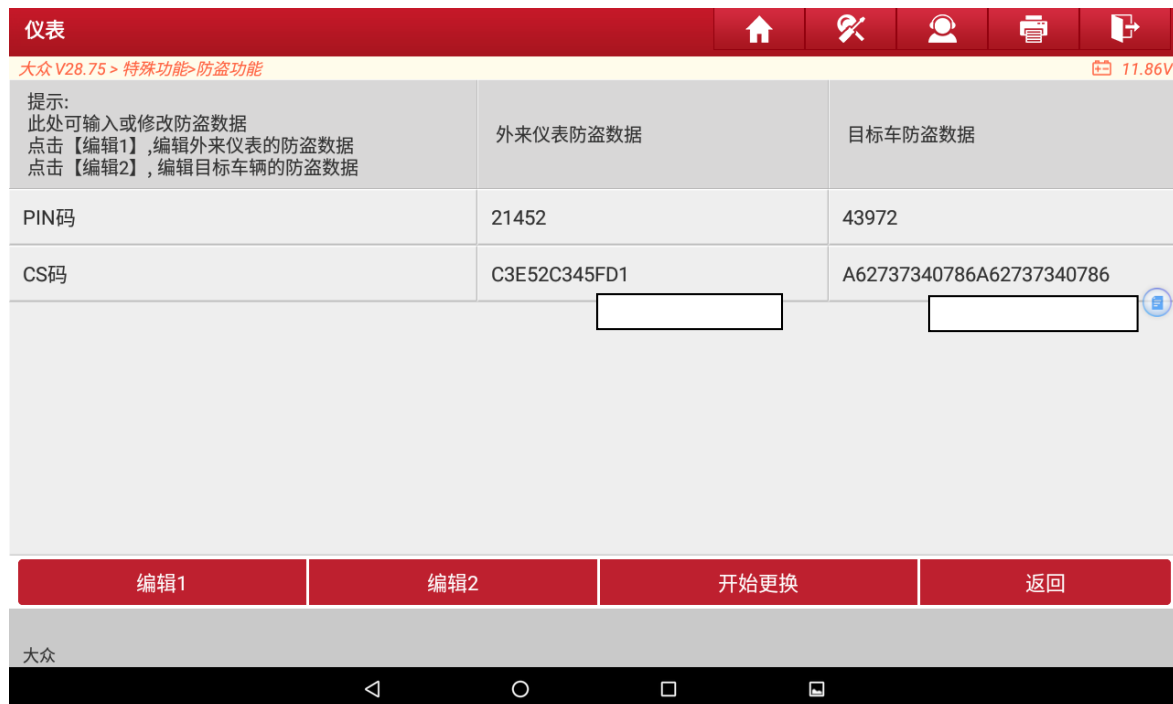 仪表
大众 V28.75 > 特殊功能>防盗功能
11.86V
提示:
此处可输入或修改防盗数据
点击【编辑1】,编辑外来仪表的防盗数据
点击【编辑2】, 编辑目标车辆的防盗数据
外来仪表防盗数据
目标车防盗数据
PIN码
21452
43972
CS码
C3E52C345FD1
A62737340786A62737340786
编辑1
编辑2
开始更换
返回
大众